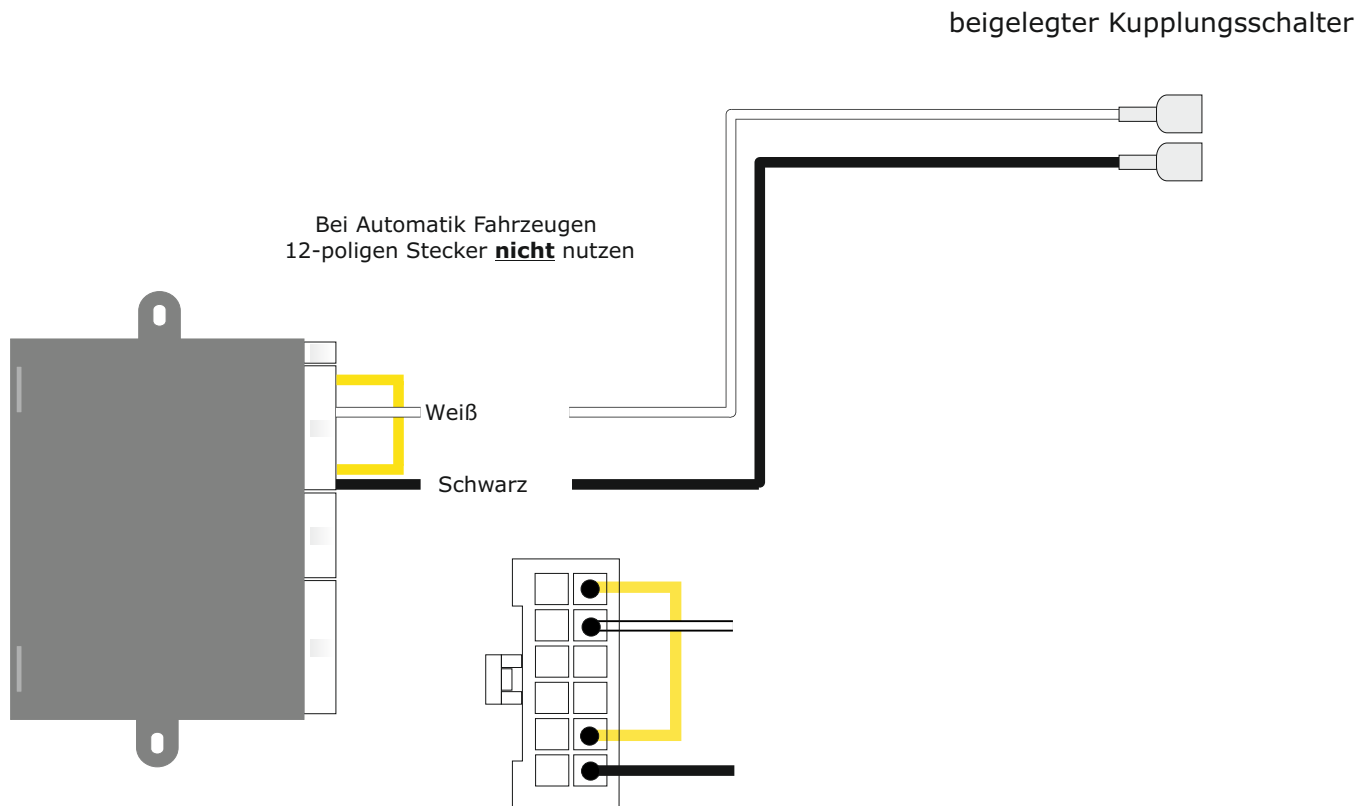 beigelegter Kupplungsschalter
Bei Automatik Fahrzeugen
12-poligen Stecker nicht nutzen
Weiß
Schwarz